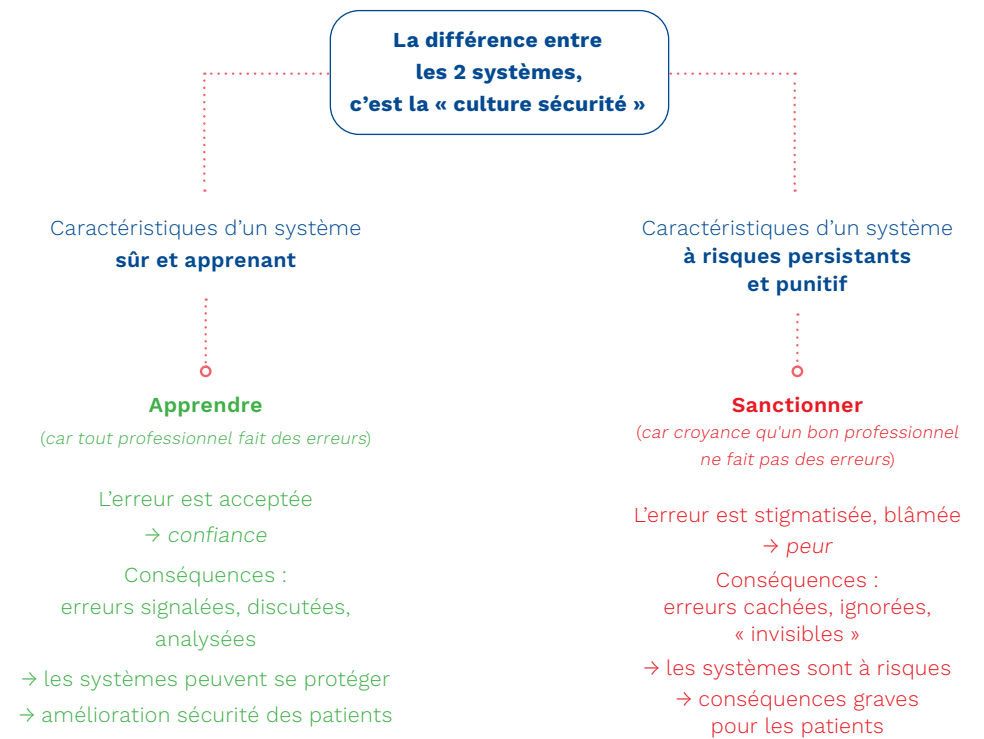 La différence entre
les 2 systèmes,
c’est la « culture sécurité »
Caractéristiques d’un système
sûr et apprenant
Apprendre
(car tout professionnel fait des erreurs)
L’erreur est acceptée
→ confiance
Conséquences :
erreurs signalées, discutées,
analysées
→ les systèmes peuvent se protéger
→ amélioration sécurité des patients
Caractéristiques d’un système
à risques persistants
et punitif
Sanctionner
(car croyance qu'un bon professionnel
ne fait pas des erreurs)
L’erreur est stigmatisée, blâmée
→ peur
Conséquences :
erreurs cachées, ignorées,
« invisibles »
→ les systèmes sont à risques
→ conséquences graves
pour les patients